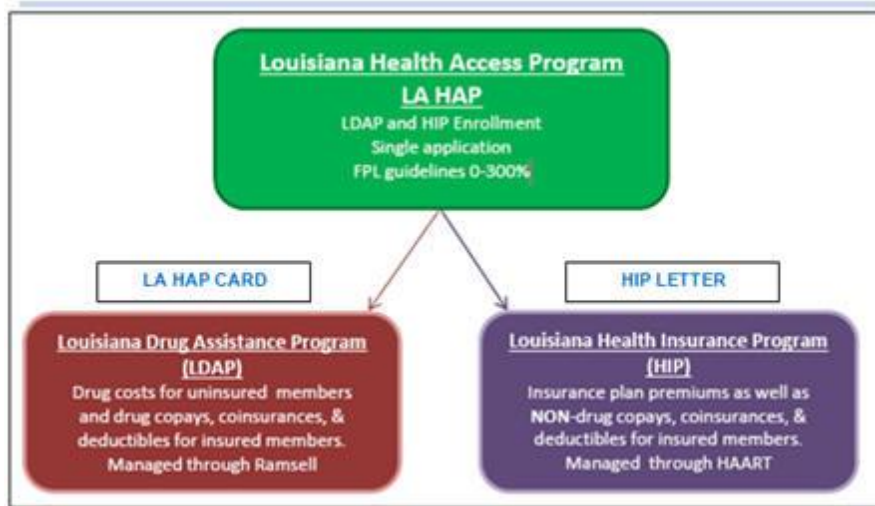 Louisiana Health Access Program
LA HAP
LDAP and HIP Enrollment
Single application
FPL guidelines 0-300%
LA HAP CARD
HIP LETTER
Louisiana Drug Assistance Program
(LDAP)
Drug costs for uninsured members
and drug copays, coinsurances, &
deductibles for insured members.
Managed through Ramsell
Louisiana Health Insurance Program
(HIP)
Insurance plan premiums as well as
NON-drug copays, coinsurances, &
deductibles for insured members.
Managed through HAART